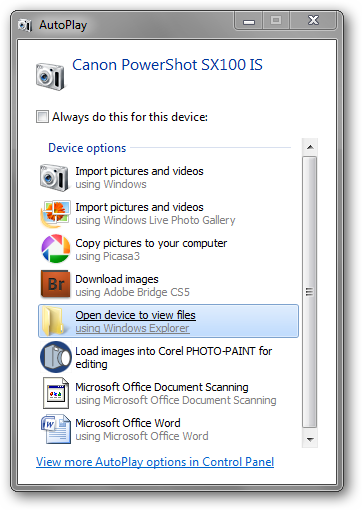 AutoPlay
Canon PowerShot SX100 IS
Always do this for this device:
Device options
Import pictures and videos
using Windows
Import pictures and videos
using Windows Live Photo Gallery
Copy pictures to your computer
using Picasa3
Br
Download images
using Adobe Bridge CS5
Open device to view files
using Windows Explorer
Load images into Corel PHOTO-PAINT for
editing
Microsoft Office Document Scanning
using Microsoft Office Document Scanning
W
Microsoft Office Word
using Microsoft Office Word
View more AutoPlay options in Control Panel